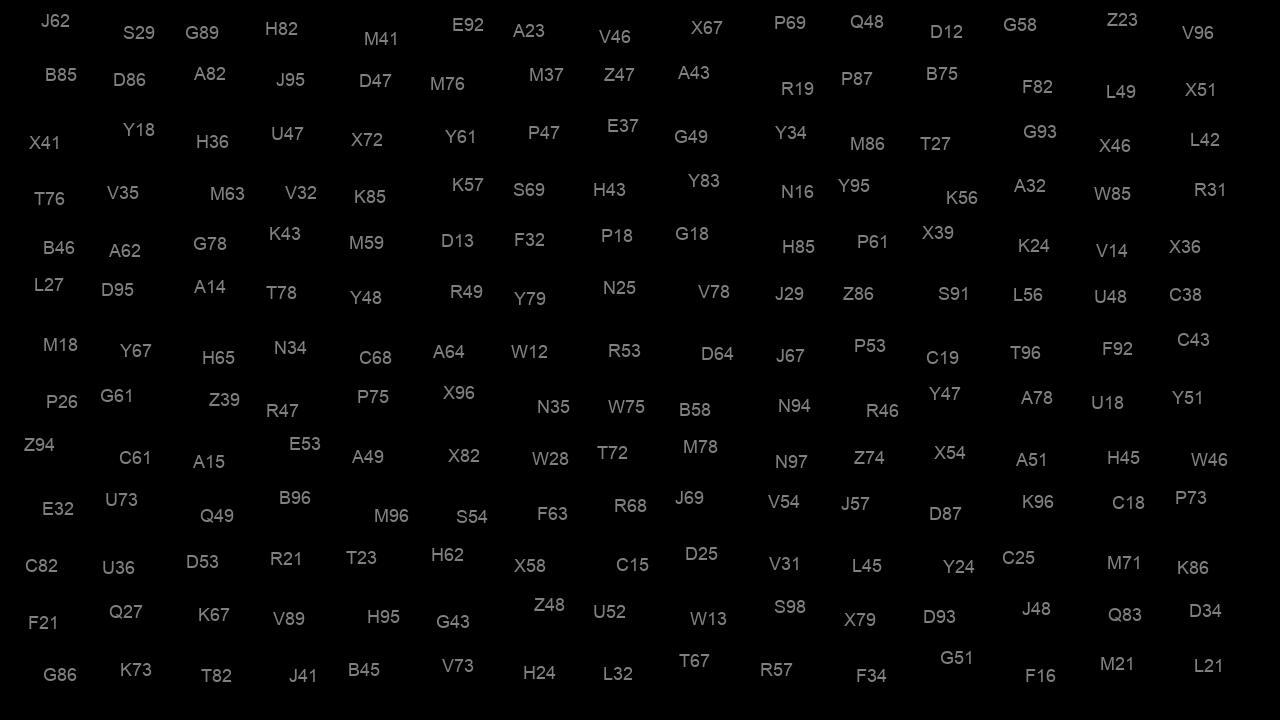 J62 S29 G89 H82 M41 E92 A23 V46 X67 P69 Q48 D12 G58 Z23 V96
B85 D86 A82 J95 D47 M76 M37 Z47 A43 R19 P87 B75 F82 L49 X51
X41 Y18 H36 U47 X72 Y61 P47 E37 G49 Y34 M86 T27 G93 X46 L42
T76 V35 M63 V32 K85 K57 S69 H43 Y83 N16 Y95 K56 A32 W85 R31
B46 A62 G78 K43 M59 D13 F32 P18 G18 H85 P61 X39 K24 V14 X36
L27 D95 A14 T78 Y48 R49 Y79 N25 V78 J29 Z86 S91 L56 U48 C38
M18 Y67 H65 N34 C68 A64 W12 R53 D64 J67 P53 C19 T96 F92 C43
P26 G61 Z39 R47 P75 X96 N35 W75 B58 N94 R46 Y47 A78 U18 Y51
Z94 C61 A15 E53 A49 X82 W28 T72 M78 N97 Z74 X54 A51 H45 W46
E32 U73 Q49 B96 M96 S54 F63 R68 J69 V54 J57 D87 K96 C18 P73
C82 U36 D53 R21 T23 H62 X58 C15 D25 V31 L45 Y24 C25 M71 K86
F21 Q27 K67 V89 H95 G43 Z48 U52 W13 S98 X79 D93 J48 Q83 D34
G86 K73 T82 J41 B45 V73 H24 L32 T67 R57 F34 G51 F16 M21 L21